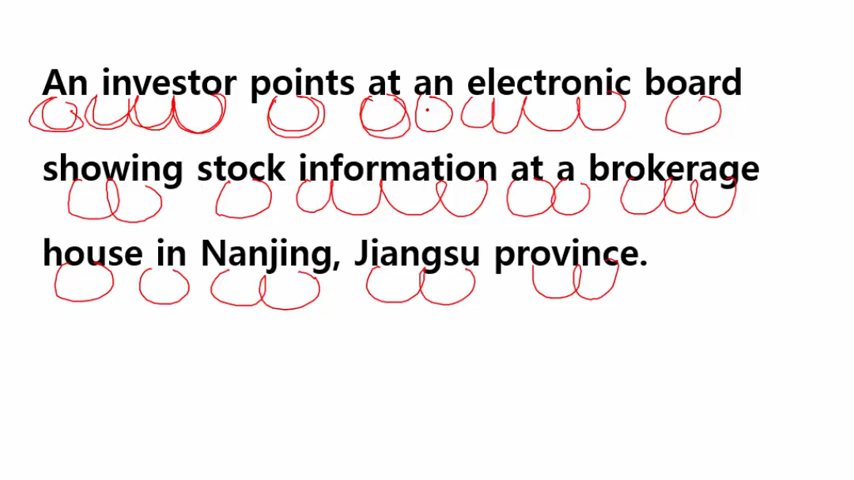 An investor points at an electronic board
showing stock information at a brokerage
house in Nanjing, Jiangsu province.